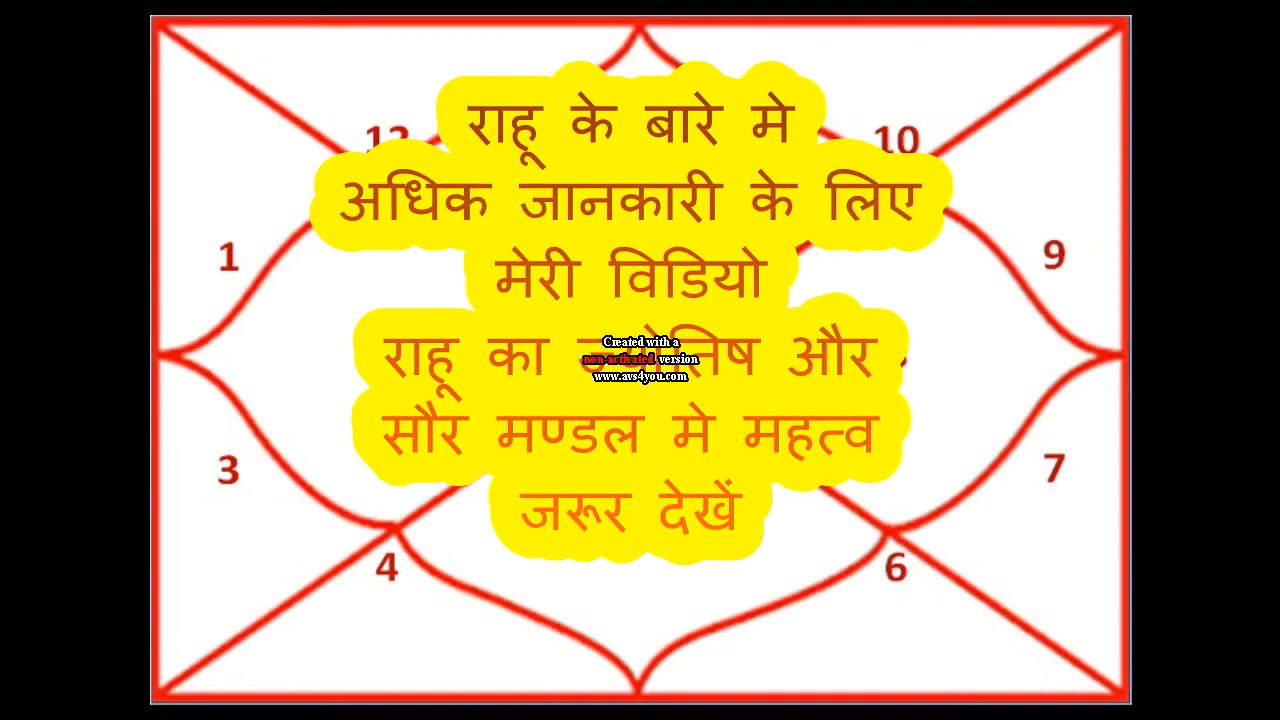 राहू के बारे मे
12
10
अधिक जानकारी के लिए
1
9
मेरी विडियो
राहू का ज्योतिष और
Created with a
non-activated version
www.avs4you.com
सौर मण्डल मे महत्व
3
7
जरूर देखें
4
6